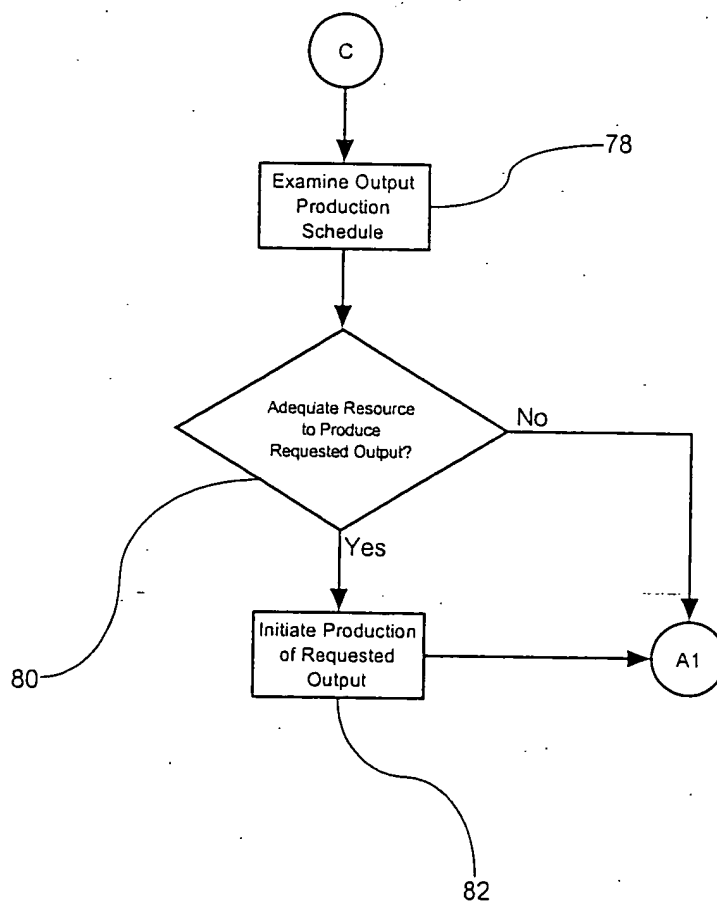 C
78
Examine Output
Production
Schedule
Adequate Resource
to Produce
Requested Output?
No
Yes
Initiate Production
of Requested
Output
A1
80
82